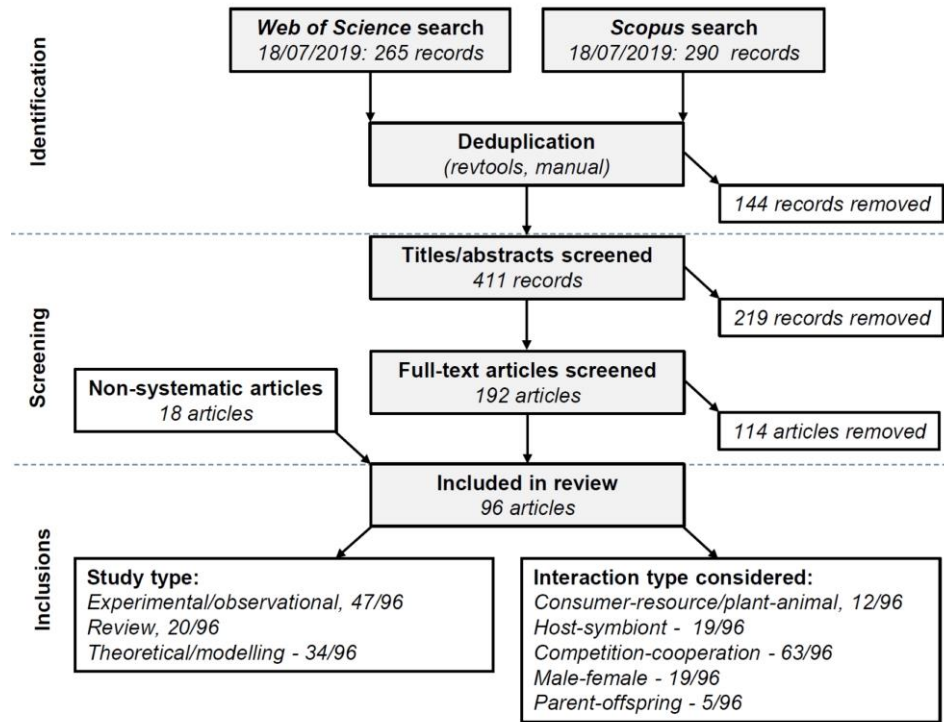 Identification
Web of Science search
18/07/2019: 265 records
Scopus search
18/07/2019: 290 records
Deduplication
(revtools, manual)
144 records removed
Screening
Titles/abstracts screened
411 records
219 records removed
Full-text articles screened
192 articles
Non-systematic articles
18 articles
114 articles removed
Inclusions
Included in review
96 articles
Study type:
Experimental/observational, 47/96
Review, 20/96
Theoretical/modelling - 34/96
Interaction type considered:
Consumer-resource/plant-animal, 12/96
Host-symbiont - 19/96
Competition-cooperation - 63/96
Male-female - 19/96
Parent-offspring - 5/96